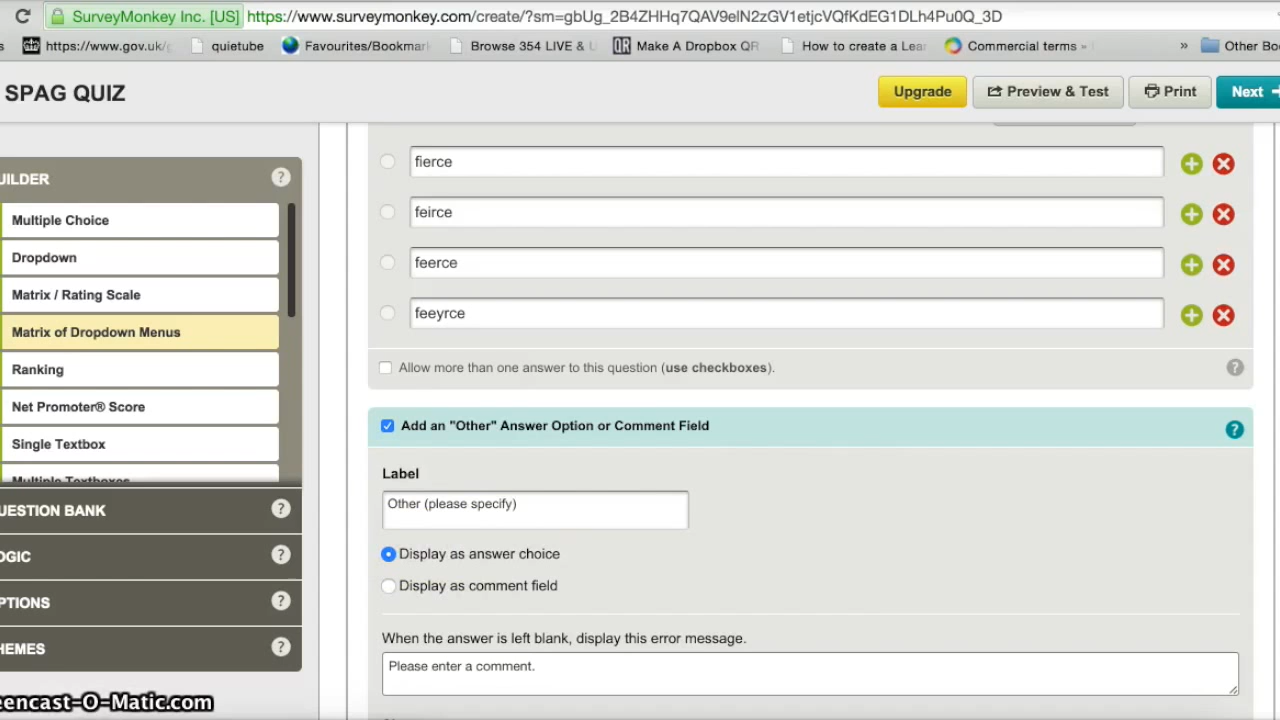 SurveyMonkey Inc. [US] https://www.surveymonkey.com/create/?sm=gbUg_2B4ZHHq7QAV9elN2zGV1etjcVQfKdEG1DLh4Pu0Q_3D
s https://www.gov.uk/ quietube Favourites/Bookmar Browse 354 LIVE & U Make A Dropbox QR How to create a Lea Commercial terms » Other Boo
SPAG QUIZ
Upgrade Preview & Test Print Next
UILDER
Multiple Choice
Dropdown
Matrix / Rating Scale
Matrix of Dropdown Menus
Ranking
Net Promoter® Score
Single Textbox
Multiple Textboxes
UESTION BANK
OGIC
PTIONS
HEMES
eencast-O-Matic.com
fierce
feirce
feerce
feeyrce
Allow more than one answer to this question (use checkboxes).
Add an "Other" Answer Option or Comment Field
Label
Other (please specify)
Display as answer choice
Display as comment field
When the answer is left blank, display this error message.
Please enter a comment.